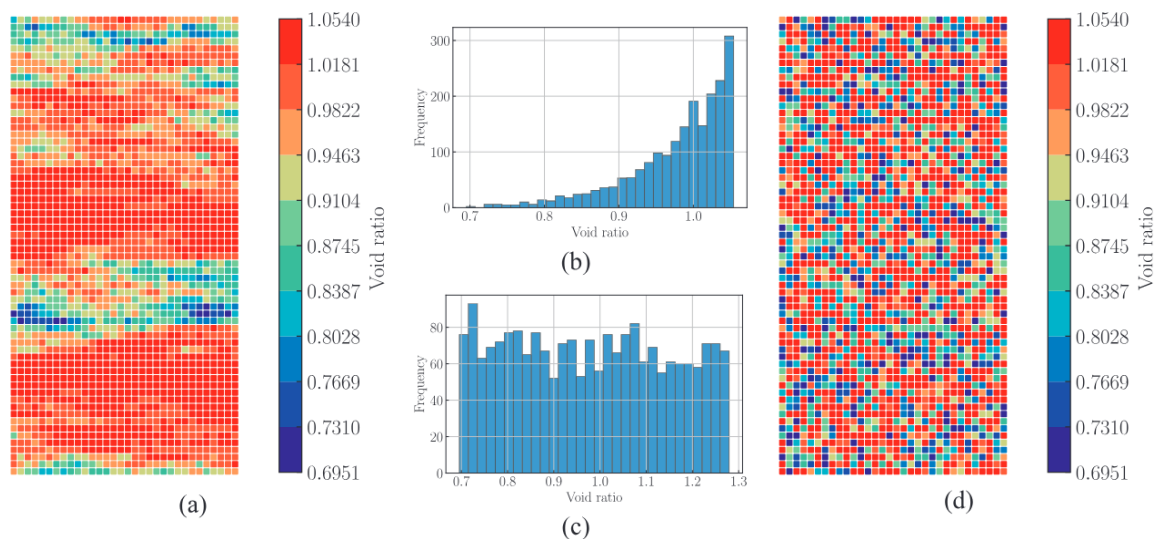 1.0540
1.0181
0.9822
0.9463
0.9104
0.8745
0.8387
0.8028
0.7669
0.7310
0.6951
Void ratio
(a)
300
200
100
0
Frequency
0.7 0.8 0.9 1.0
Void ratio
(b)
80
60
40
20
0
Frequency
0.7 0.8 0.9 1.0 1.1 1.2 1.3
Void ratio
(c)
1.0540
1.0181
0.9822
0.9463
0.9104
0.8745
0.8387
0.8028
0.7669
0.7310
0.6951
Void ratio
(d)